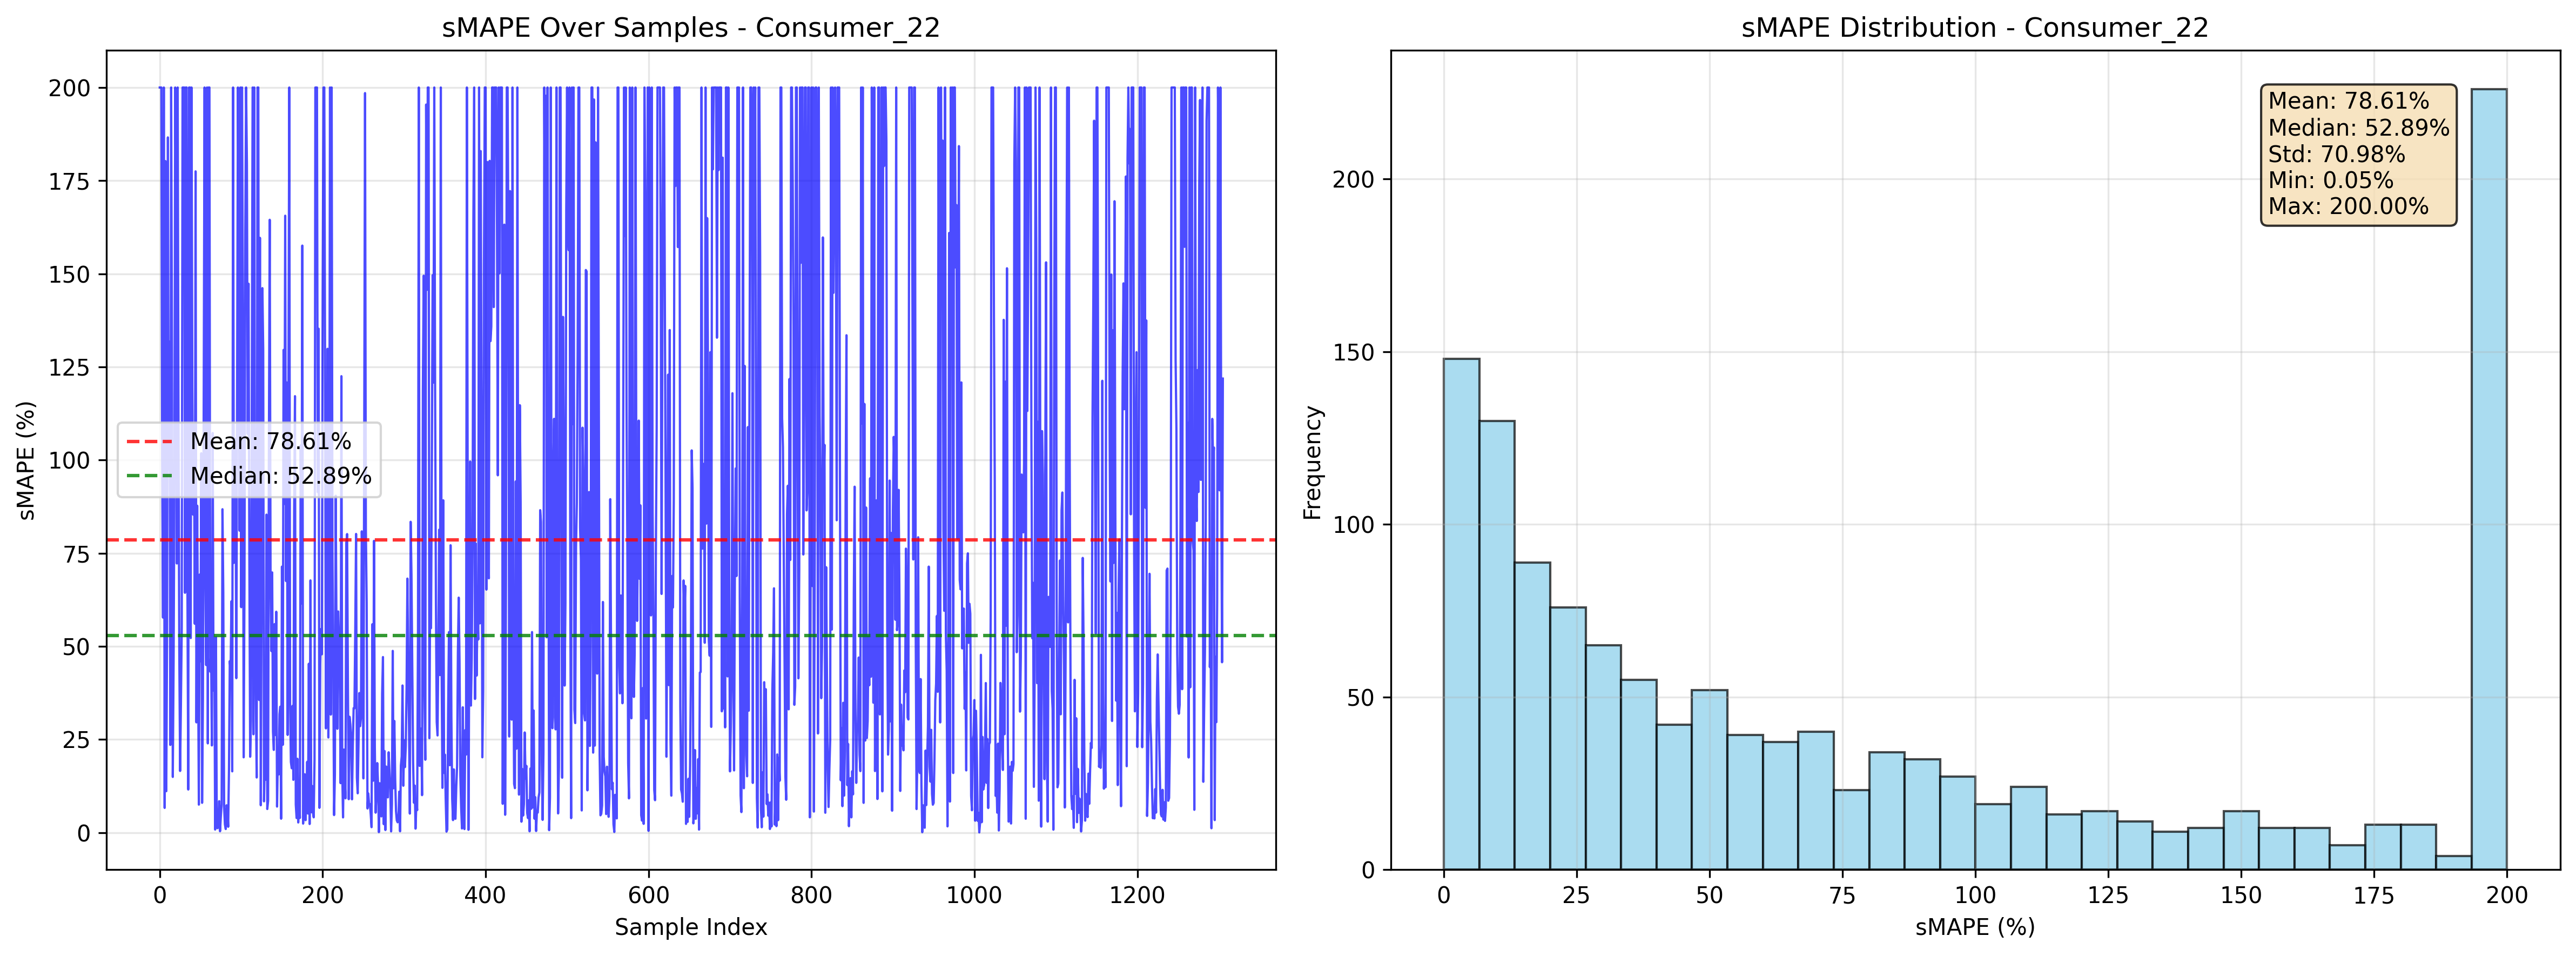 sMAPE Over Samples - Consumer_22
200
175
150
125
100
75
50
25
0
sMAPE (%)
Mean: 78.61%
Median: 52.89%
0
200
400
600
800
1000
1200
Sample Index
sMAPE Distribution - Consumer_22
Mean: 78.61%
Median: 52.89%
Std: 70.98%
Min: 0.05%
Max: 200.00%
200
150
100
50
0
Frequency
0
25
50
75
100
125
150
175
200
sMAPE (%)